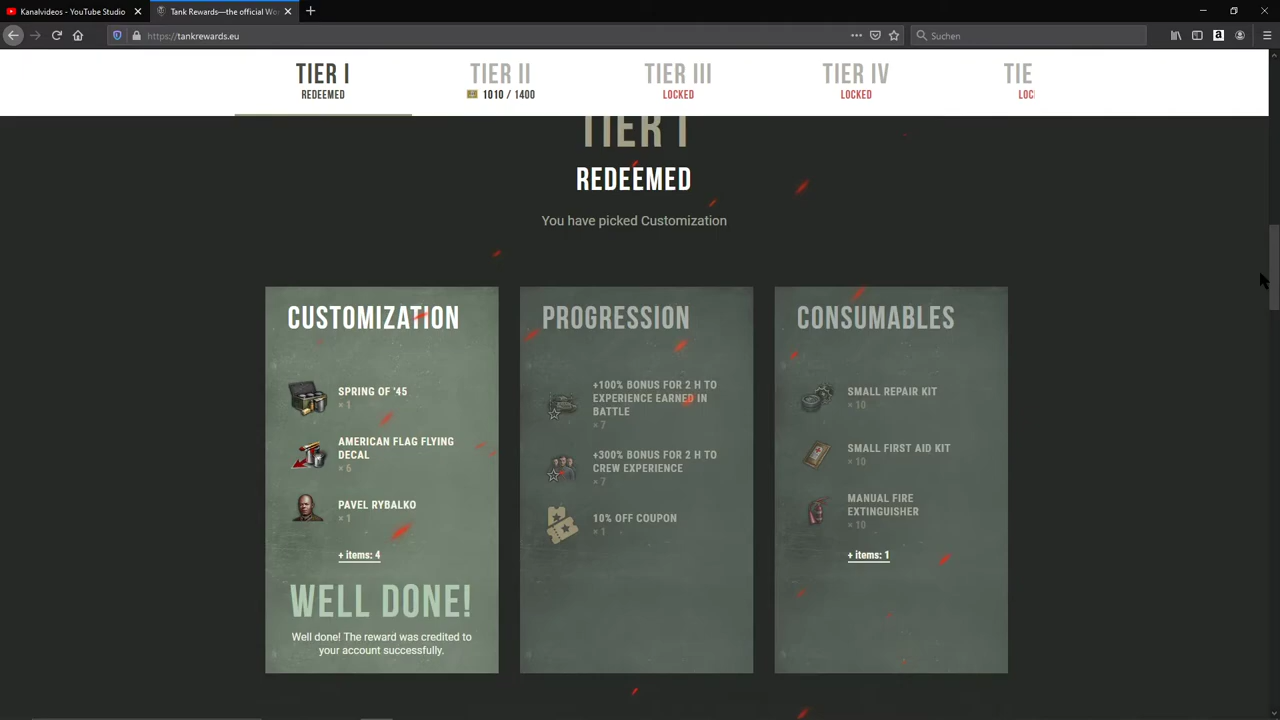 Kanalvideos - YouTube Studio
Tank Rewards—the official Wo
https://tankrewards.eu
Suchen
TIER I
REDEEMED
TIER II
1010 / 1400
TIER III
LOCKED
TIER IV
LOCKED
TIE
LOC
TIER I
REDEEMED
You have picked Customization
CUSTOMIZATION
SPRING OF '45
× 1
AMERICAN FLAG FLYING
DECAL
× 6
PAVEL RYBALKO
× 1
+ items: 4
WELL DONE!
Well done! The reward was credited to
your account successfully.
PROGRESSION
+100% BONUS FOR 2 H TO
EXPERIENCE EARNED IN
BATTLE
× 7
+300% BONUS FOR 2 H TO
CREW EXPERIENCE
× 7
10% OFF COUPON
× 1
CONSUMABLES
SMALL REPAIR KIT
× 10
SMALL FIRST AID KIT
× 10
MANUAL FIRE
EXTINGUISHER
× 10
+ items: 1